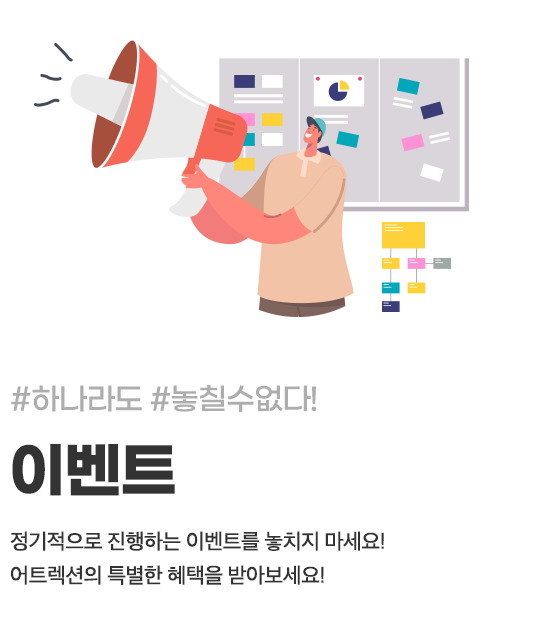 #하나라도 #놓칠수없다!
이벤트
정기적으로 진행하는 이벤트를 놓치지 마세요!
어트렉션의 특별한 혜택을 받아보세요!